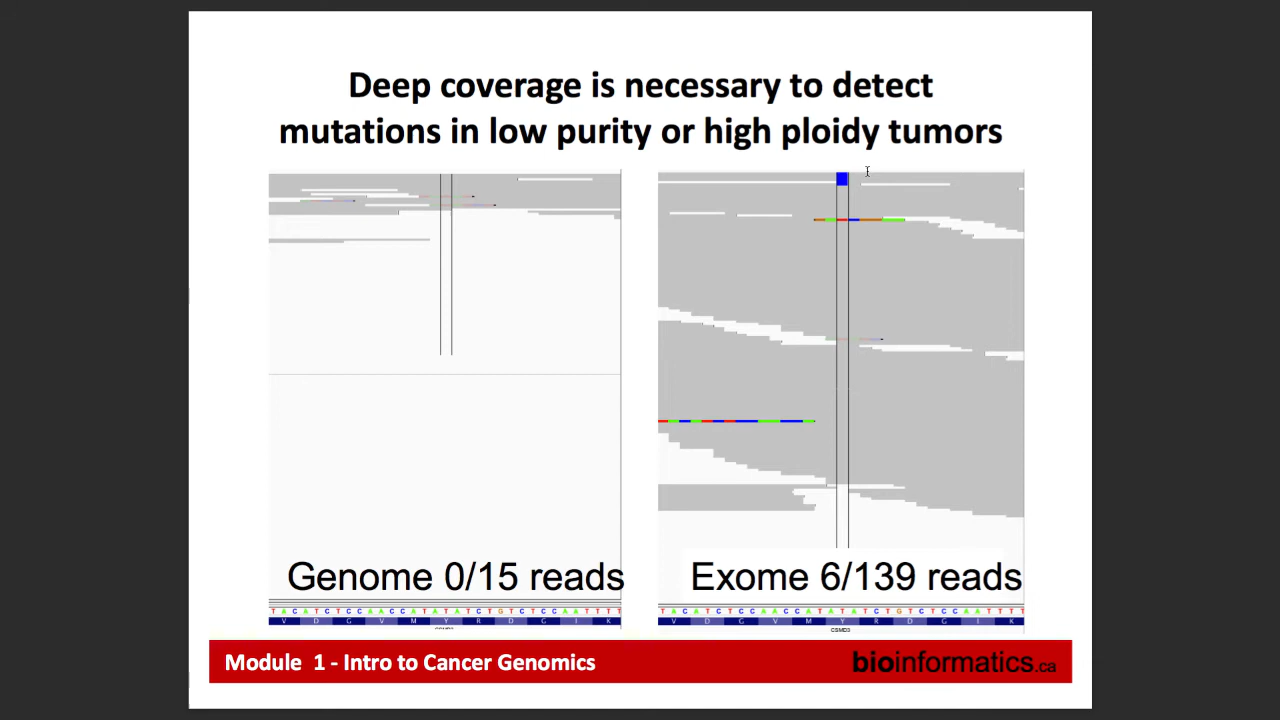 Deep coverage is necessary to detect
mutations in low purity or high ploidy tumors
Genome 0/15 reads
Exome 6/139 reads
T A C A T C T C C A A C C A T A T A T C T G T C T C C A A T T T T
V D G V M Y R D G I K
T A C A T C T C C A A C C A T A T A T C T G T C T C C A A T T T T
V D G V M Y R D G I K
CSMD3
Module 1 - Intro to Cancer Genomics
bioinformatics.ca